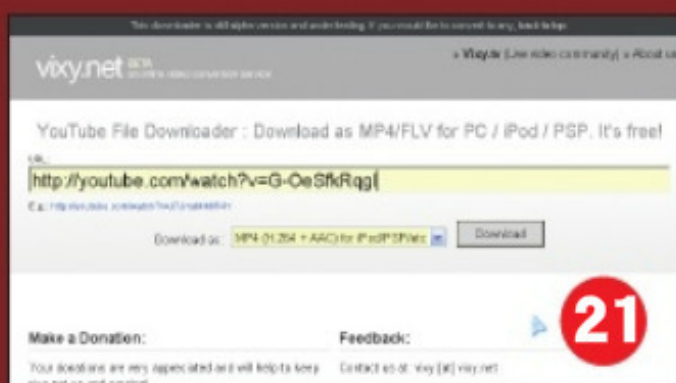 This downloader is still alpha version and under testing. If you would like to convert to any, back to top.
» Vixy.tv (Live video community) » About us
vixy.net BETA
YouTube File Downloader : Download as MP4/FLV for PC / iPod / PSP. It's free!
URL:
http://youtube.com/watch?v=G-OeSfkRqgI
E.g.:
Download as: MP4 (H.264 + AAC) for iPod/PSP/etc Download
21
Make a Donation: Feedback:
Your donations are very appreciated and will help to keep Contact us at: vixy [at] vixy.net